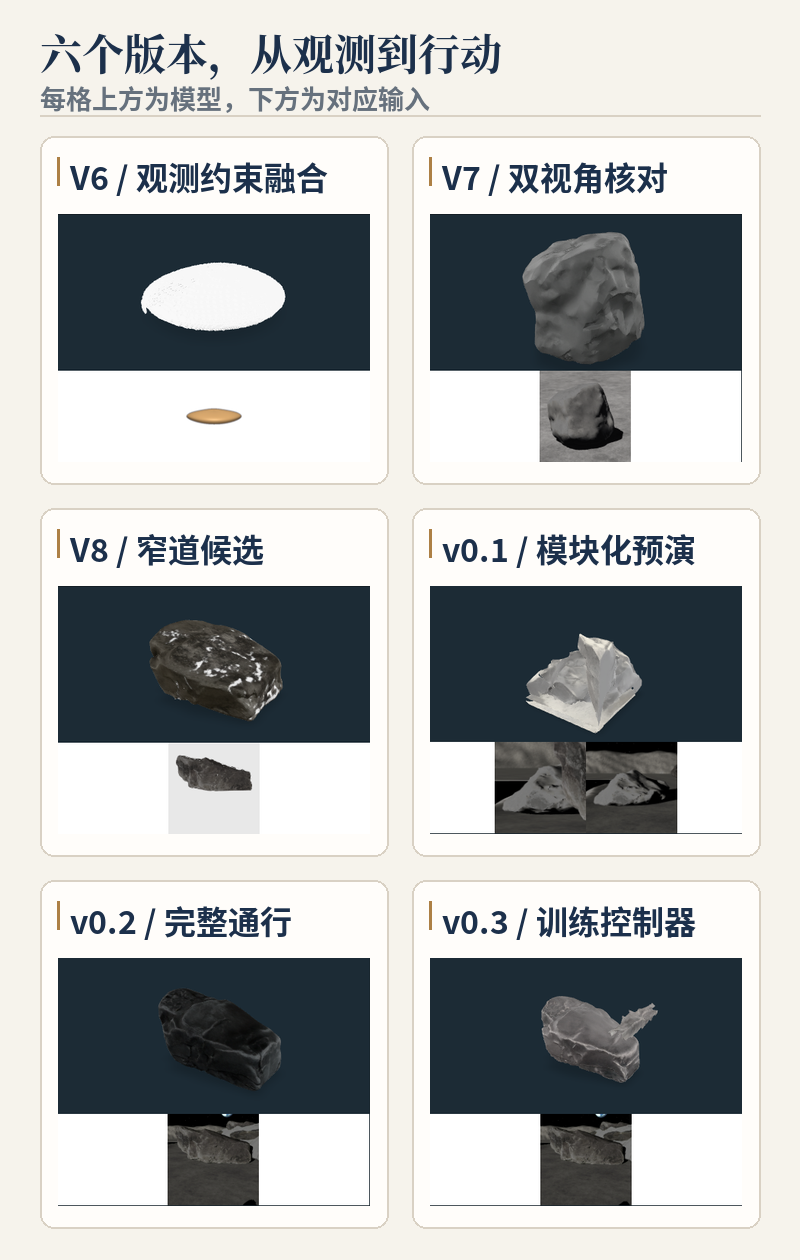 六个版本，从观测到行动
每格上方为模型，下方为对应输入
V6 / 观测约束融合
V7 / 双视角核对
V8 / 窄道候选
v0.1 / 模块化预演
v0.2 / 完整通行
v0.3 / 训练控制器